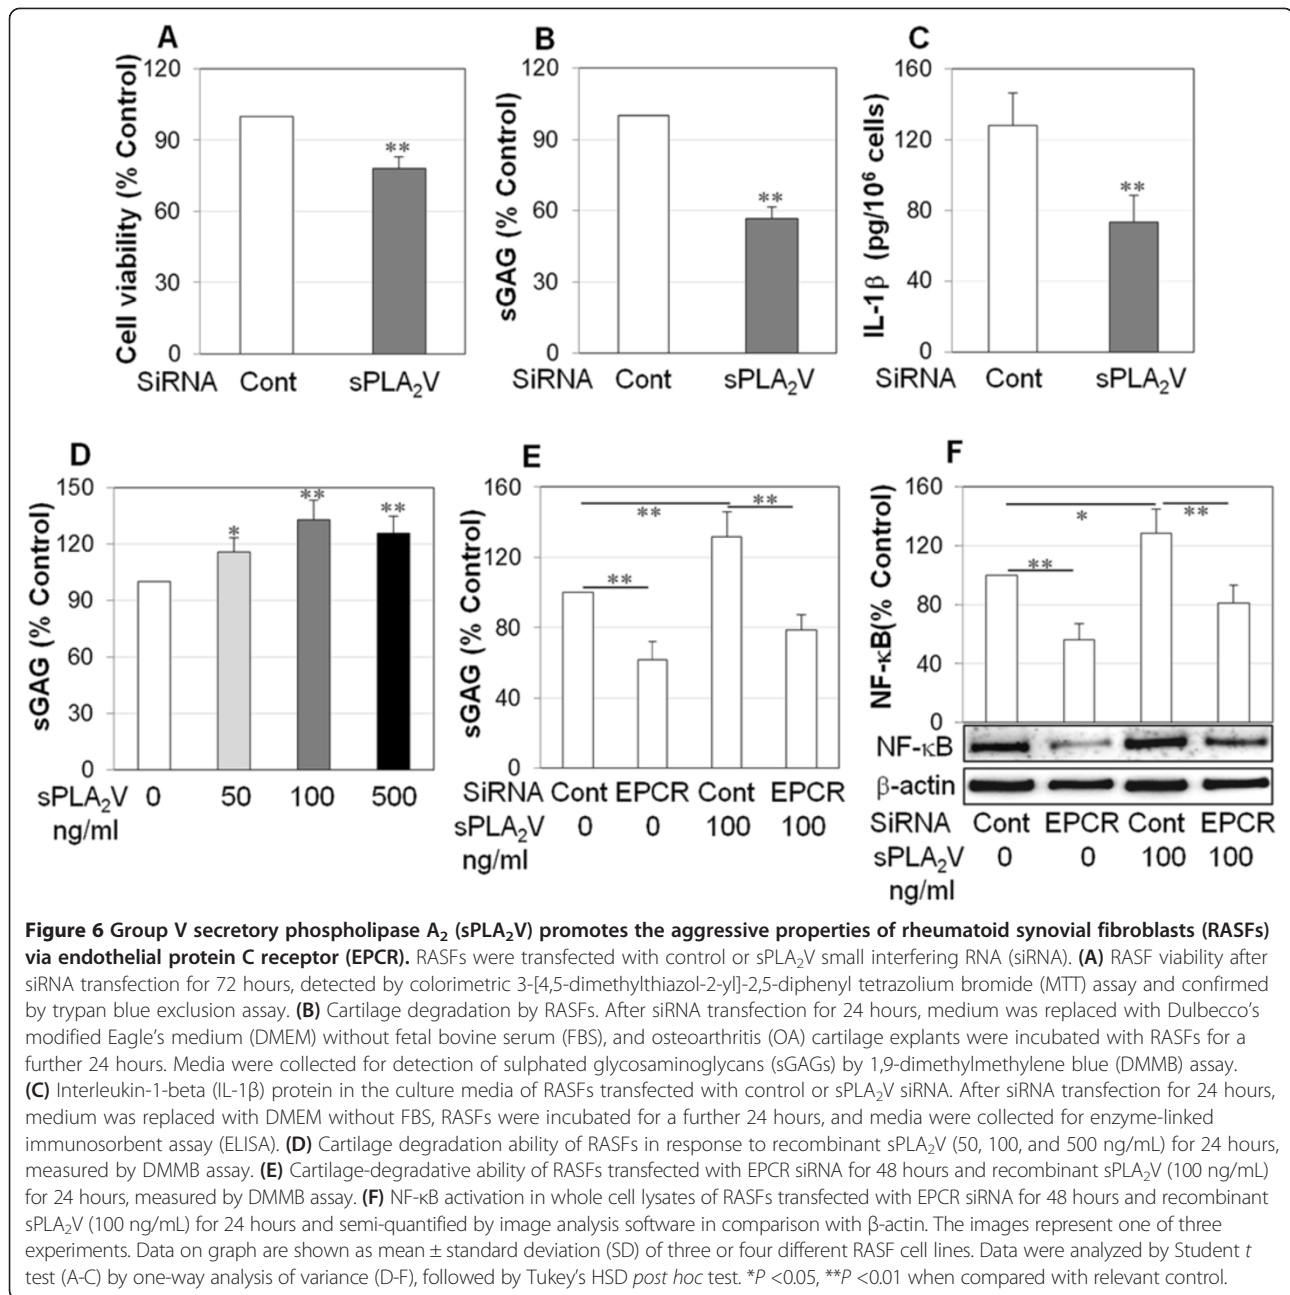 A
120
90
60
30
0
Cell viability (% Control)
**
SiRNA Cont sPLA₂V
B
120
90
60
30
0
sGAG (% Control)
**
SiRNA Cont sPLA₂V
C
160
120
80
40
0
IL-1β (pg/10⁶ cells)
**
SiRNA Cont sPLA₂V
D
150
120
90
60
30
0
sGAG (% Control)
* ** **
sPLA₂V 0 50 100 500
ng/ml
E
160
120
80
40
0
sGAG (% Control)
** ** **
SiRNA Cont EPCR Cont EPCR
sPLA₂V 0 0 100 100
ng/ml
F
160
120
80
40
0
NF-κB(% Control)
** * **
NF-κB
β-actin
SiRNA Cont EPCR Cont EPCR
sPLA₂V 0 0 100 100
ng/ml
Figure 6 Group V secretory phospholipase A₂ (sPLA₂V) promotes the aggressive properties of rheumatoid synovial fibroblasts (RASFs)
via endothelial protein C receptor (EPCR). RASFs were transfected with control or sPLA₂V small interfering RNA (siRNA). (A) RASF viability after
siRNA transfection for 72 hours, detected by colorimetric 3-[4,5-dimethylthiazol-2-yl]-2,5-diphenyl tetrazolium bromide (MTT) assay and confirmed
by trypan blue exclusion assay. (B) Cartilage degradation by RASFs. After siRNA transfection for 24 hours, medium was replaced with Dulbecco’s
modified Eagle’s medium (DMEM) without fetal bovine serum (FBS), and osteoarthritis (OA) cartilage explants were incubated with RASFs for a
further 24 hours. Media were collected for detection of sulphated glycosaminoglycans (sGAGs) by 1,9-dimethylmethylene blue (DMMB) assay.
(C) Interleukin-1-beta (IL-1β) protein in the culture media of RASFs transfected with control or sPLA₂V siRNA. After siRNA transfection for 24 hours,
medium was replaced with DMEM without FBS, RASFs were incubated for a further 24 hours, and media were collected for enzyme-linked
immunosorbent assay (ELISA). (D) Cartilage degradation ability of RASFs in response to recombinant sPLA₂V (50, 100, and 500 ng/mL) for 24 hours,
measured by DMMB assay. (E) Cartilage-degradative ability of RASFs transfected with EPCR siRNA for 48 hours and recombinant sPLA₂V (100 ng/mL)
for 24 hours, measured by DMMB assay. (F) NF-κB activation in whole cell lysates of RASFs transfected with EPCR siRNA for 48 hours and recombinant
sPLA₂V (100 ng/mL) for 24 hours and semi-quantified by image analysis software in comparison with β-actin. The images represent one of three
experiments. Data on graph are shown as mean ± standard deviation (SD) of three or four different RASF cell lines. Data were analyzed by Student t
test (A-C) by one-way analysis of variance (D-F), followed by Tukey’s HSD post hoc test. *P <0.05, **P <0.01 when compared with relevant control.